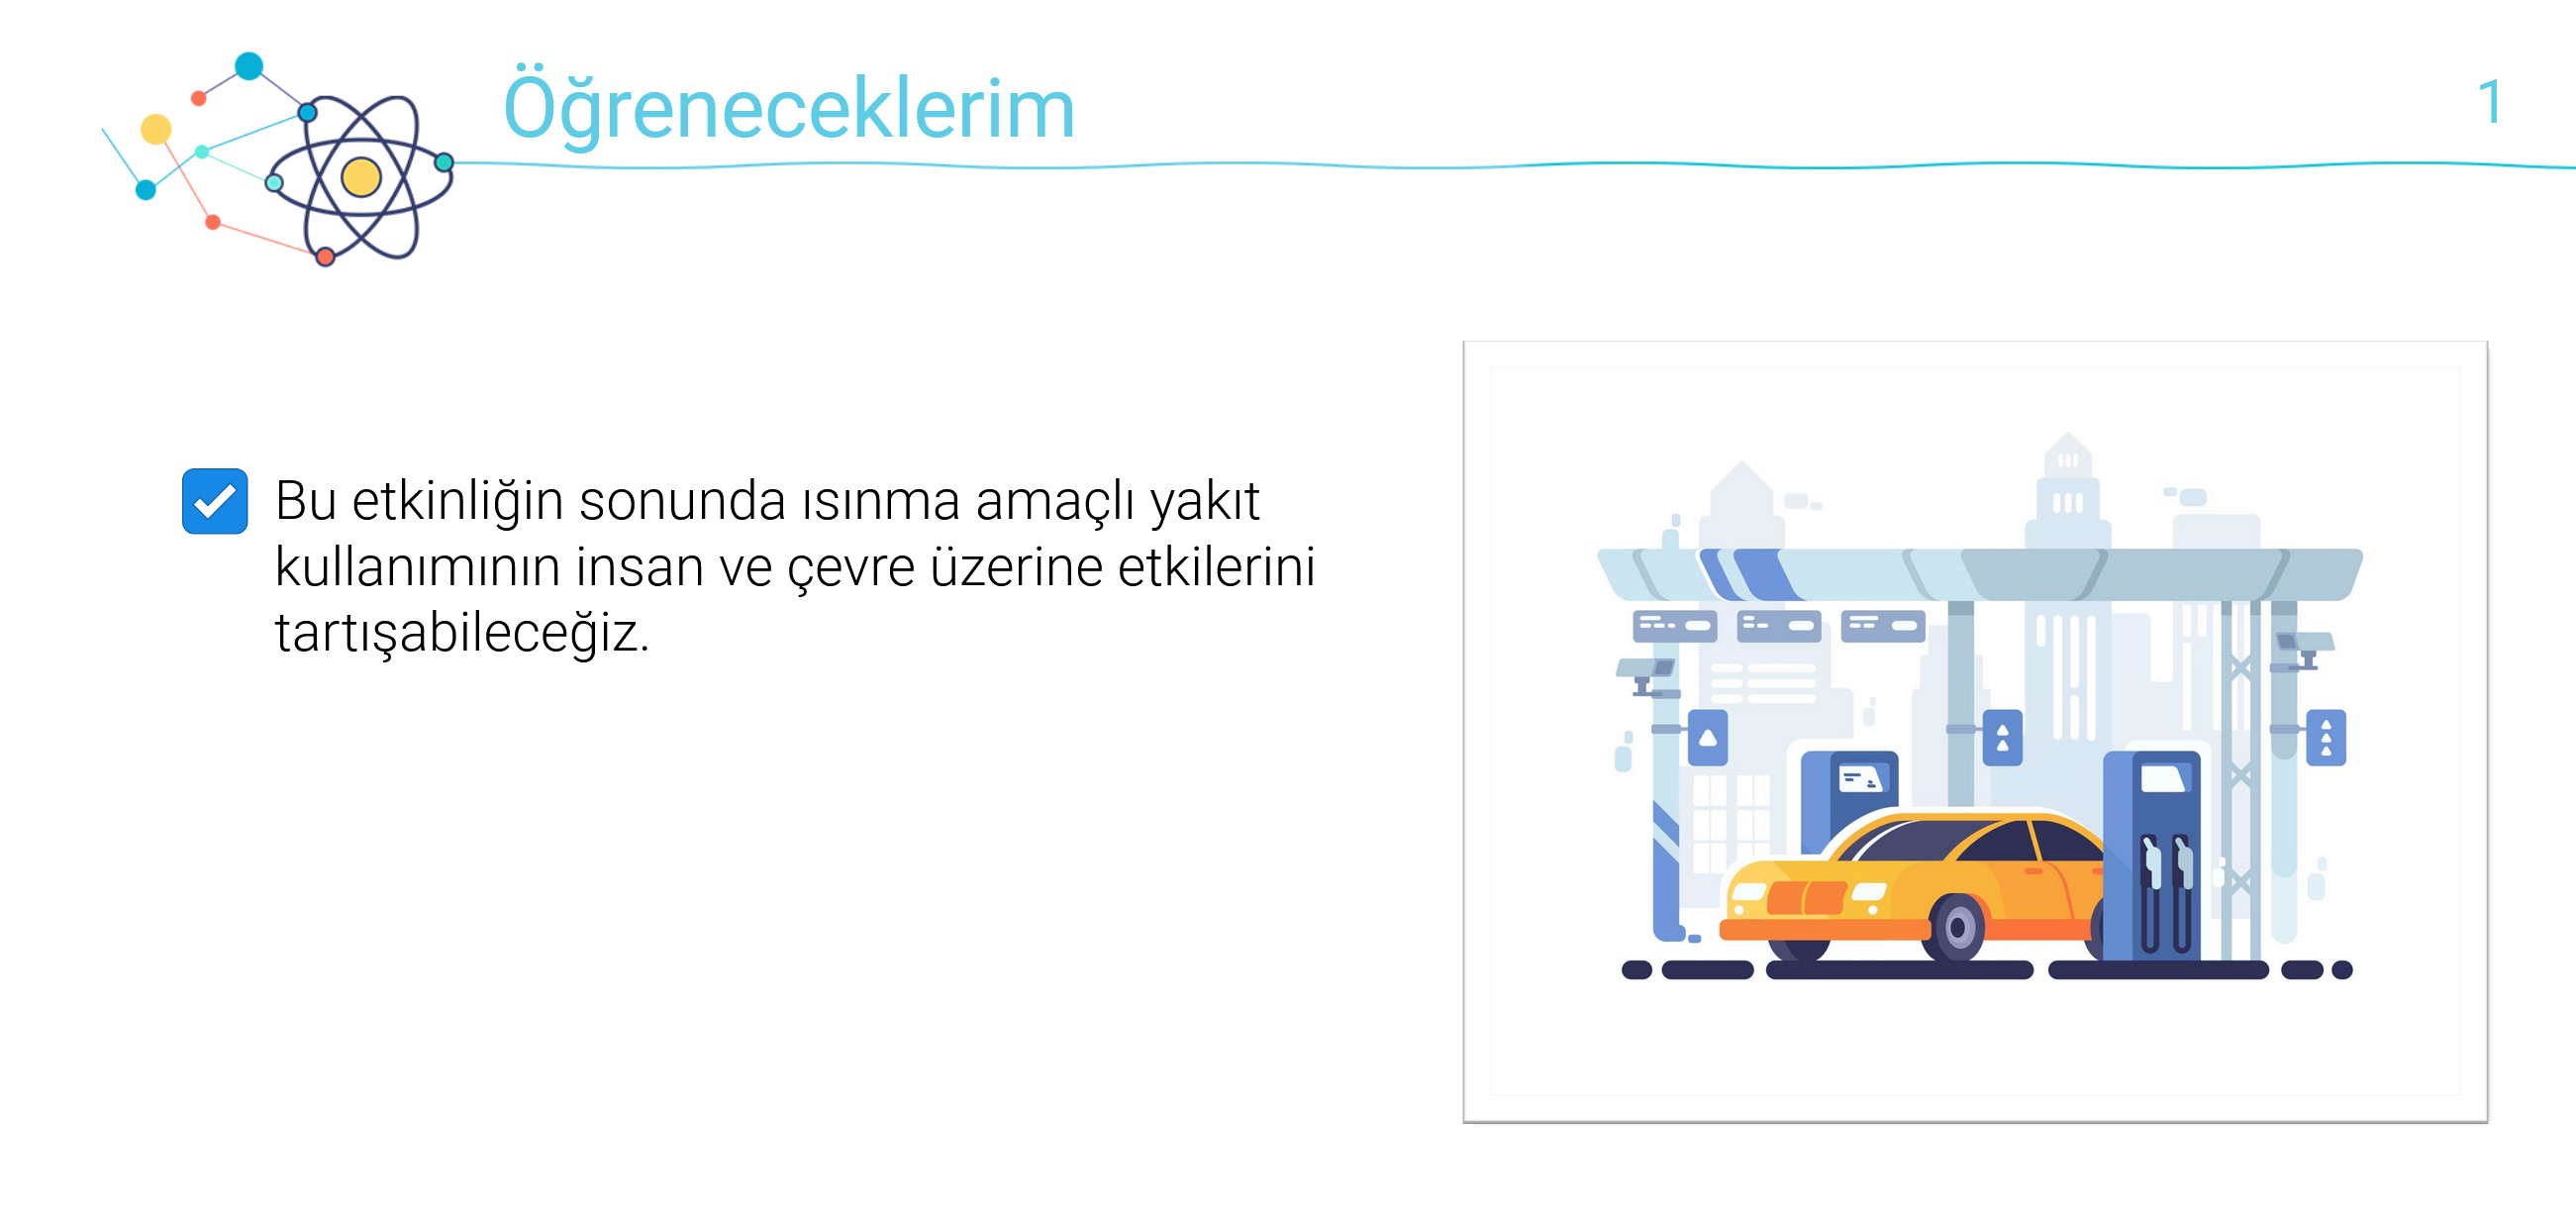 Öğreneceklerim
1
Bu etkinliğin sonunda ısınma amaçlı yakıt
kullanımının insan ve çevre üzerine etkilerini
tartışabileceğiz.